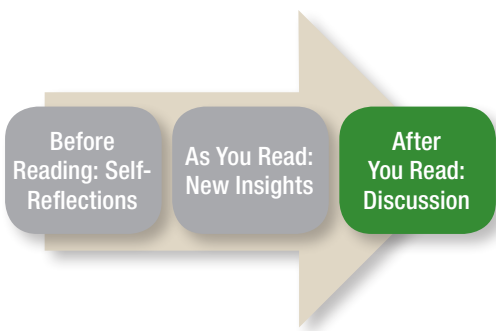 Before
Reading: Self-
Reflections
As You Read:
New Insights
After
You Read:
Discussion